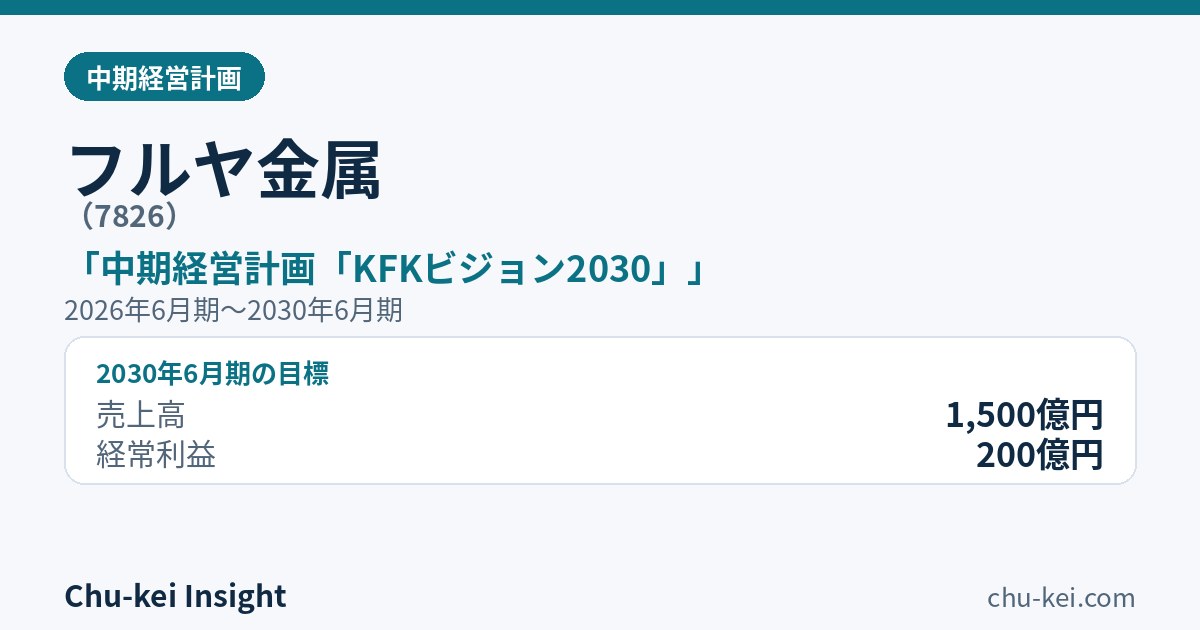 中期経営計画
フルヤ金属
（7826）
「中期経営計画「KFKビジョン2030」」
2026年6月期〜2030年6月期
2030年6月期の目標
売上高 1,500億円
経常利益 200億円
Chu-kei Insight chu-kei.com